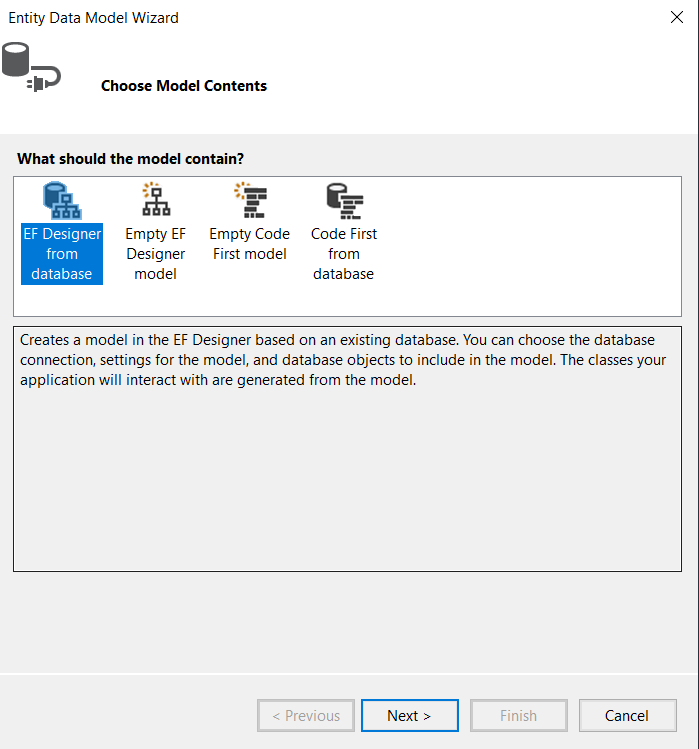 Entity Data Model Wizard
Choose Model Contents
What should the model contain?
EF Designer
from
database
Empty EF
Designer
model
Empty Code
First model
Code First
from
database
Creates a model in the EF Designer based on an existing database. You can choose the database
connection, settings for the model, and database objects to include in the model. The classes your
application will interact with are generated from the model.
< Previous
Next >
Finish
Cancel